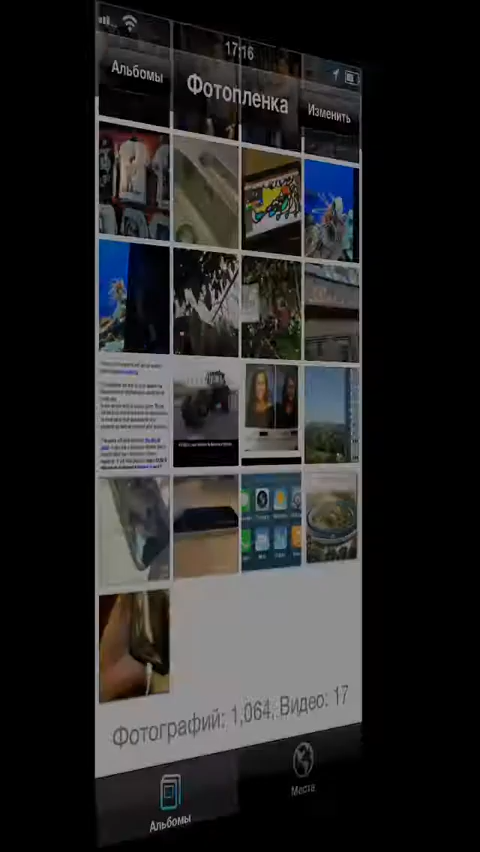 17:16
Альбомы
Фотопленка
Изменить
Фотографий: 1,064, Видео: 17
Альбомы
Места